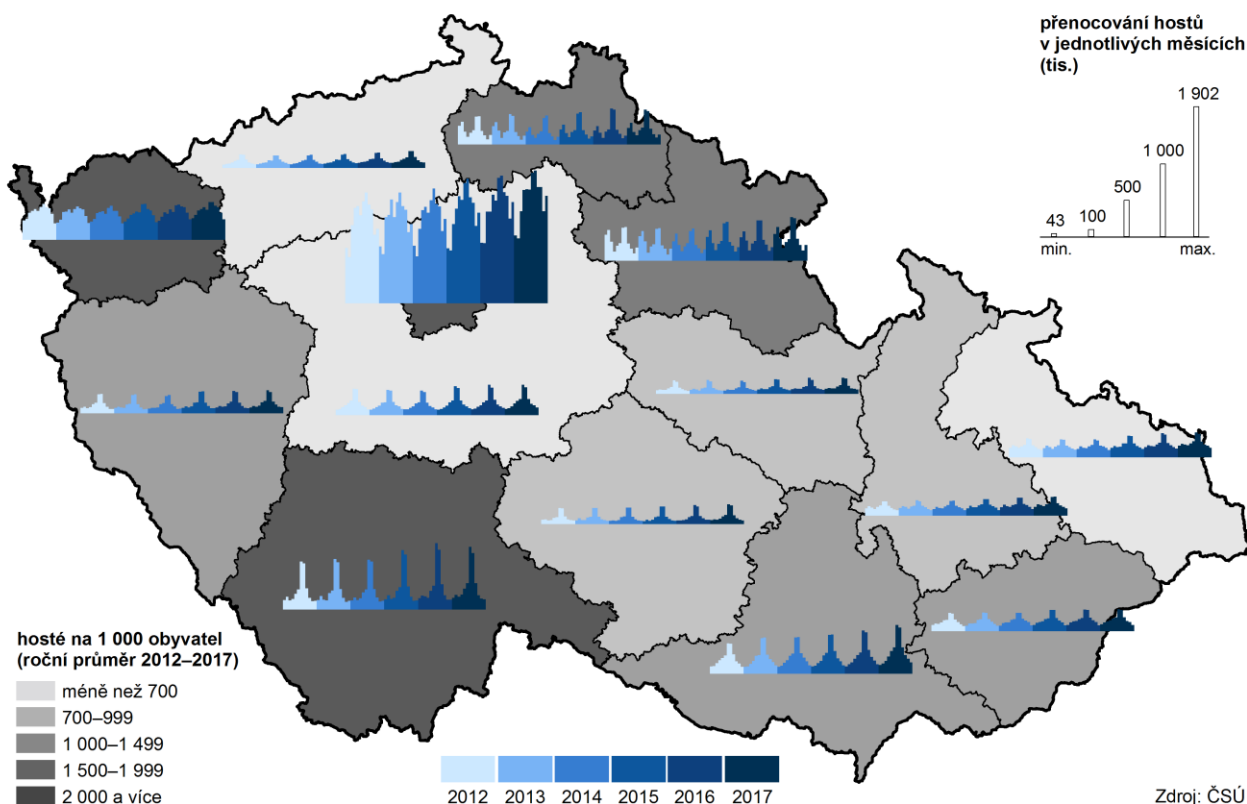 přenocování hostů
v jednotlivých měsících
(tis.)
1 902
1 000
500
100
43
min.
max.
hosté na 1 000 obyvatel
(roční průměr 2012–2017)
méně než 700
700–999
1 000–1 499
1 500–1 999
2 000 a více
2012 2013 2014 2015 2016 2017
Zdroj: ČSÚ